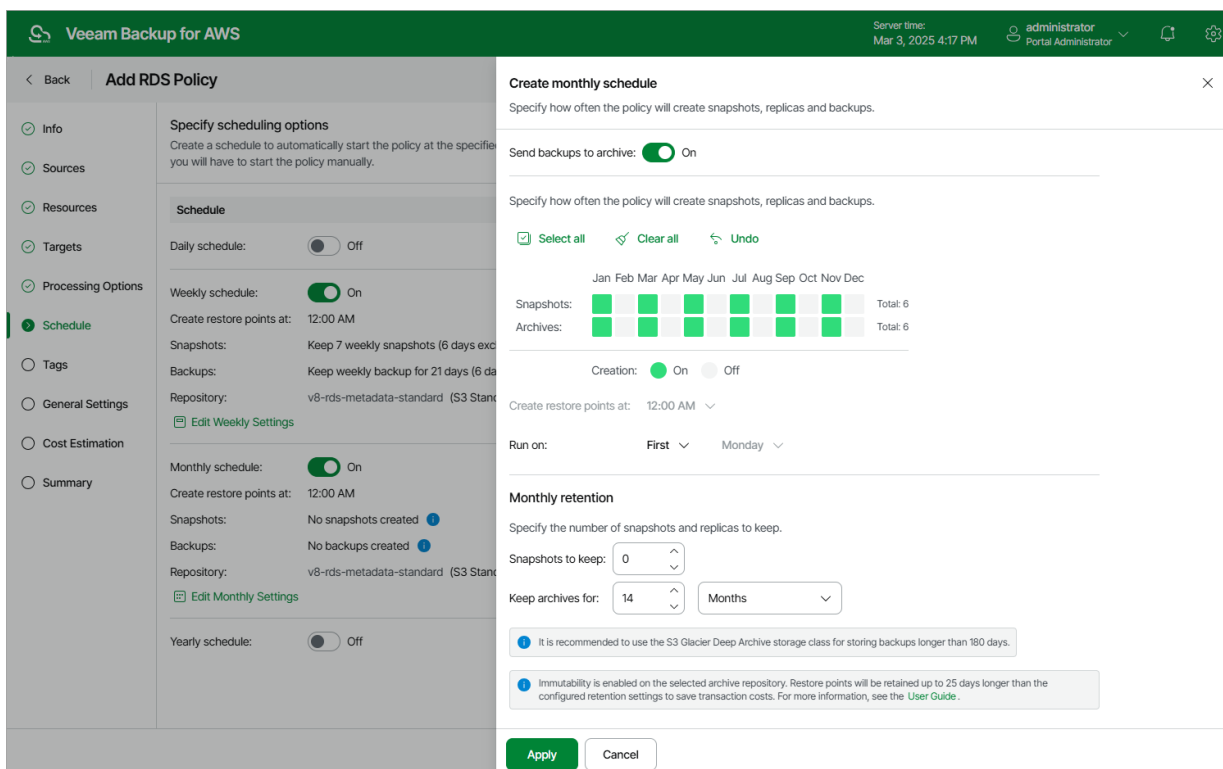 Veeam Backup for AWS
Server time:
Mar 3, 2025 4:17 PM
administrator
Portal Administrator
Back
Add RDS Policy
Info
Sources
Resources
Targets
Processing Options
Schedule
Tags
General Settings
Cost Estimation
Summary
Specify scheduling options
Create a schedule to automatically start the policy at the specifie
you will have to start the policy manually.
Schedule
Daily schedule: Off
Weekly schedule: On
Create restore points at: 12:00 AM
Snapshots: Keep 7 weekly snapshots (6 days exc
Backups: Keep weekly backup for 21 days (6 da
Repository: v8-rds-metadata-standard (S3 Stanc
Edit Weekly Settings
Monthly schedule: On
Create restore points at: 12:00 AM
Snapshots: No snapshots created
Backups: No backups created
Repository: v8-rds-metadata-standard (S3 Stanc
Edit Monthly Settings
Yearly schedule: Off
Create monthly schedule
Specify how often the policy will create snapshots, replicas and backups.
Send backups to archive: On
Specify how often the policy will create snapshots, replicas and backups.
Select all Clear all Undo
Jan Feb Mar Apr May Jun Jul Aug Sep Oct Nov Dec
Snapshots: Total: 6
Archives: Total: 6
Creation: On Off
Create restore points at: 12:00 AM
Run on: First Monday
Monthly retention
Specify the number of snapshots and replicas to keep.
Snapshots to keep: 0
Keep archives for: 14 Months
It is recommended to use the S3 Glacier Deep Archive storage class for storing backups longer than 180 days.
Immutability is enabled on the selected archive repository. Restore points will be retained up to 25 days longer than the
configured retention settings to save transaction costs. For more information, see the User Guide .
Apply Cancel